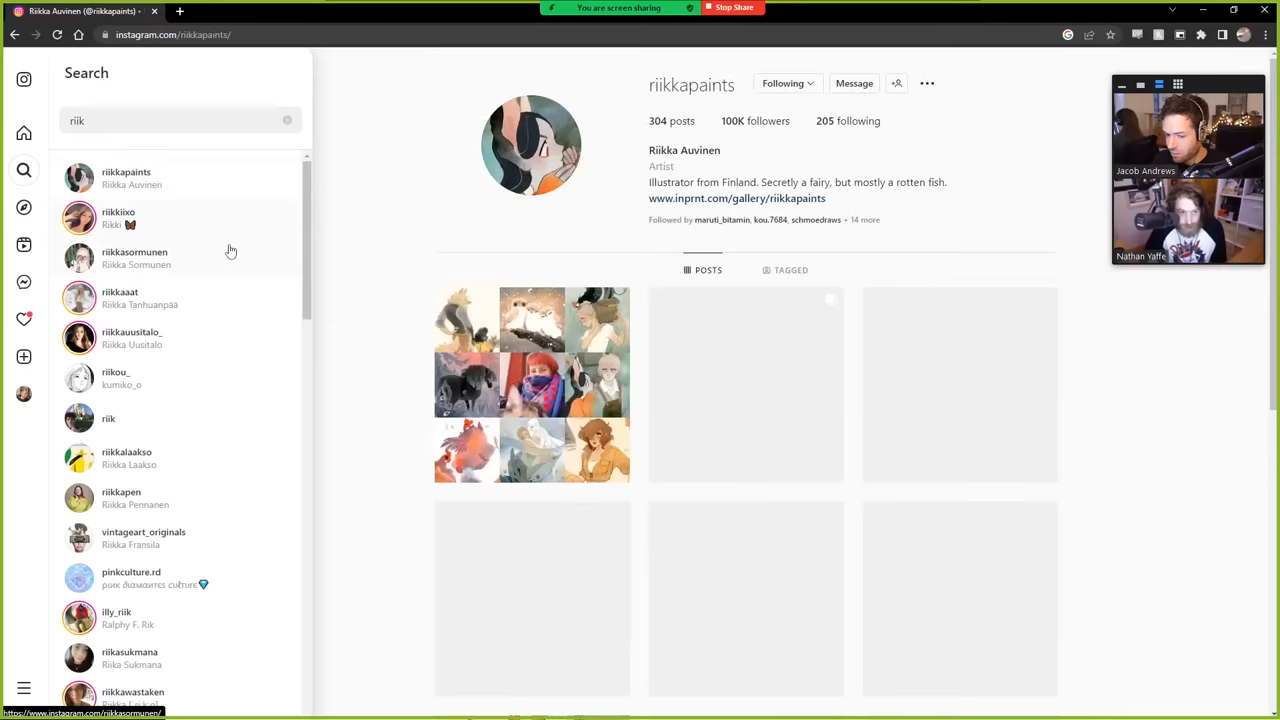 Riikka Auvinen (@riikkapaints) •
You are screen sharing
Stop Share
instagram.com/riikkapaints/
Search
riik
riikkapaints
Riikka Auvinen
riikkiixo
Rikki 🦋
riikkasormunen
Riikka Sormunen
riikkaaat
Riikka Tanhuanpää
riikkauusitalo_
Riikka Uusitalo
riikou_
kumiko_o
riik
riikkalaakso
Riikka Laakso
riikkapen
Riikka Pennanen
vintageart_originals
Riikka Fransila
pinkculture.rd
illy_riik
Ralphy F. Rik
riikasukmana
Riika Sukmana
riikkawastaken
https://www.instagram.com/riikkasormunen/
riikkapaints
Following
Message
304 posts
100K followers
205 following
Riikka Auvinen
Artist
Illustrator from Finland. Secretly a fairy, but mostly a rotten fish.
www.inprnt.com/gallery/riikkapaints
Followed by maruti_bitamin, kou.7684, schmoedraws + 14 more
POSTS
TAGGED
Jacob Andrews
Nathan Yaffe